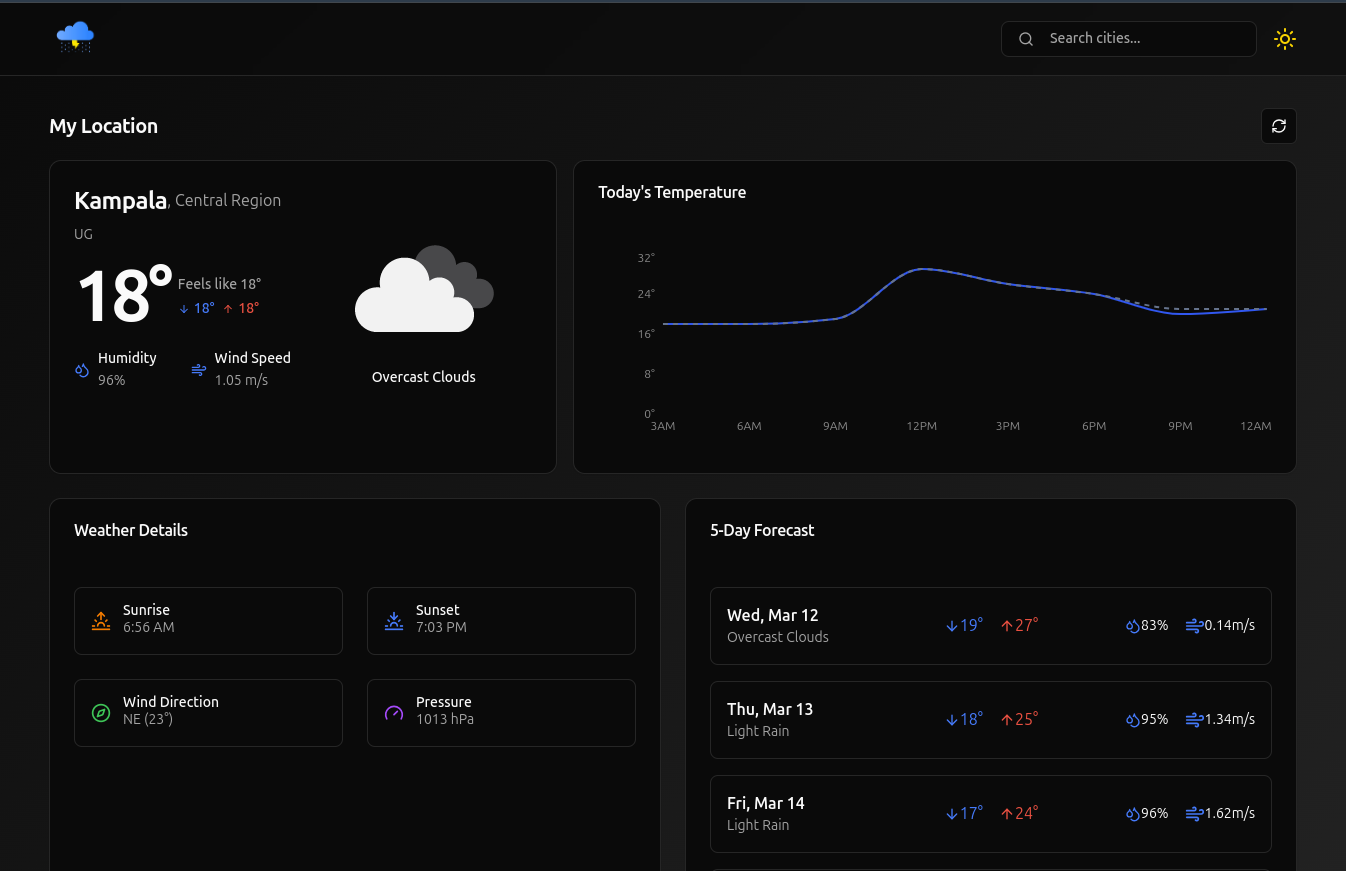 Search cities...
My Location
Kampala, Central Region
UG
18°
Feels like 18°
↓ 18° ↑ 18°
Humidity
96%
Wind Speed
1.05 m/s
Overcast Clouds
Today's Temperature
32°
24°
16°
8°
0°
3AM 6AM 9AM 12PM 3PM 6PM 9PM 12AM
Weather Details
Sunrise
6:56 AM
Sunset
7:03 PM
Wind Direction
NE (23°)
Pressure
1013 hPa
5-Day Forecast
Wed, Mar 12
Overcast Clouds
↓19° ↑27° 83% 0.14m/s
Thu, Mar 13
Light Rain
↓18° ↑25° 95% 1.34m/s
Fri, Mar 14
Light Rain
↓17° ↑24° 96% 1.62m/s